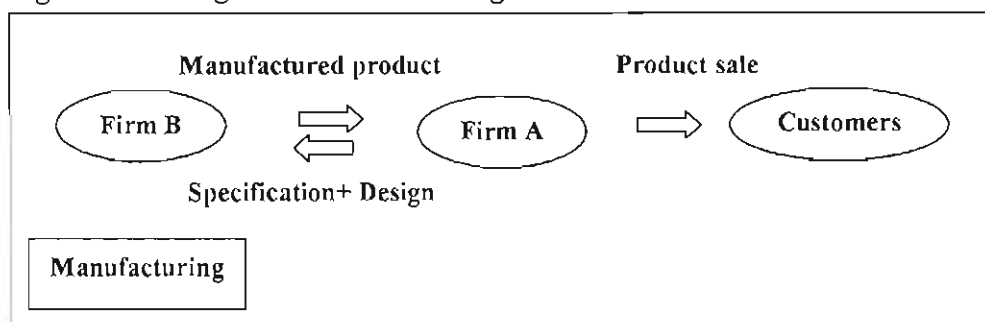 Manufactured product
Product sale
Firm B
Firm A
Customers
Specification+ Design
Manufacturing